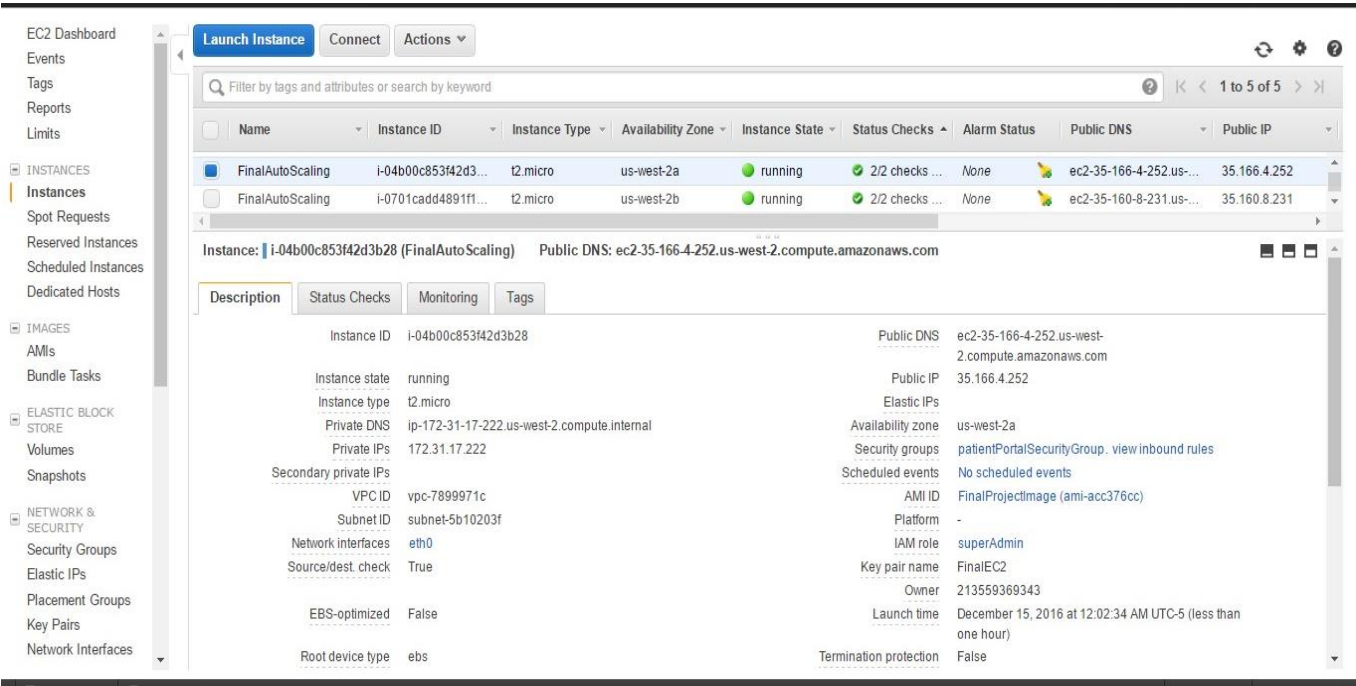 EC2 Dashboard
Events
Tags
Reports
Limits
INSTANCES
Instances
Spot Requests
Reserved Instances
Scheduled Instances
Dedicated Hosts
IMAGES
AMIs
Bundle Tasks
ELASTIC BLOCK
STORE
Volumes
Snapshots
NETWORK &
SECURITY
Security Groups
Elastic IPs
Placement Groups
Key Pairs
Network Interfaces
Launch Instance Connect Actions
Filter by tags and attributes or search by keyword 1 to 5 of 5
Name Instance ID Instance Type Availability Zone Instance State Status Checks Alarm Status Public DNS Public IP
FinalAutoScaling i-04b00c853f42d3... t2.micro us-west-2a running 2/2 checks ... None ec2-35-166-4-252.us-... 35.166.4.252
FinalAutoScaling i-0701cadd4891f1... t2.micro us-west-2b running 2/2 checks ... None ec2-35-160-8-231.us-... 35.160.8.231
Instance: i-04b00c853f42d3b28 (FinalAutoScaling) Public DNS: ec2-35-166-4-252.us-west-2.compute.amazonaws.com
Description Status Checks Monitoring Tags
Instance ID i-04b00c853f42d3b28
Instance state running
Instance type t2.micro
Private DNS ip-172-31-17-222.us-west-2.compute.internal
Private IPs 172.31.17.222
Secondary private IPs
VPC ID vpc-7899971c
Subnet ID subnet-5b10203f
Network interfaces eth0
Source/dest. check True
EBS-optimized False
Root device type ebs
Public DNS ec2-35-166-4-252.us-west-
2.compute.amazonaws.com
Public IP 35.166.4.252
Elastic IPs
Availability zone us-west-2a
Security groups patientPortalSecurityGroup. view inbound rules
Scheduled events No scheduled events
AMI ID FinalProjectImage (ami-acc376cc)
Platform -
IAM role superAdmin
Key pair name FinalEC2
Owner 213559369343
Launch time December 15, 2016 at 12:02:34 AM UTC-5 (less than
one hour)
Termination protection False